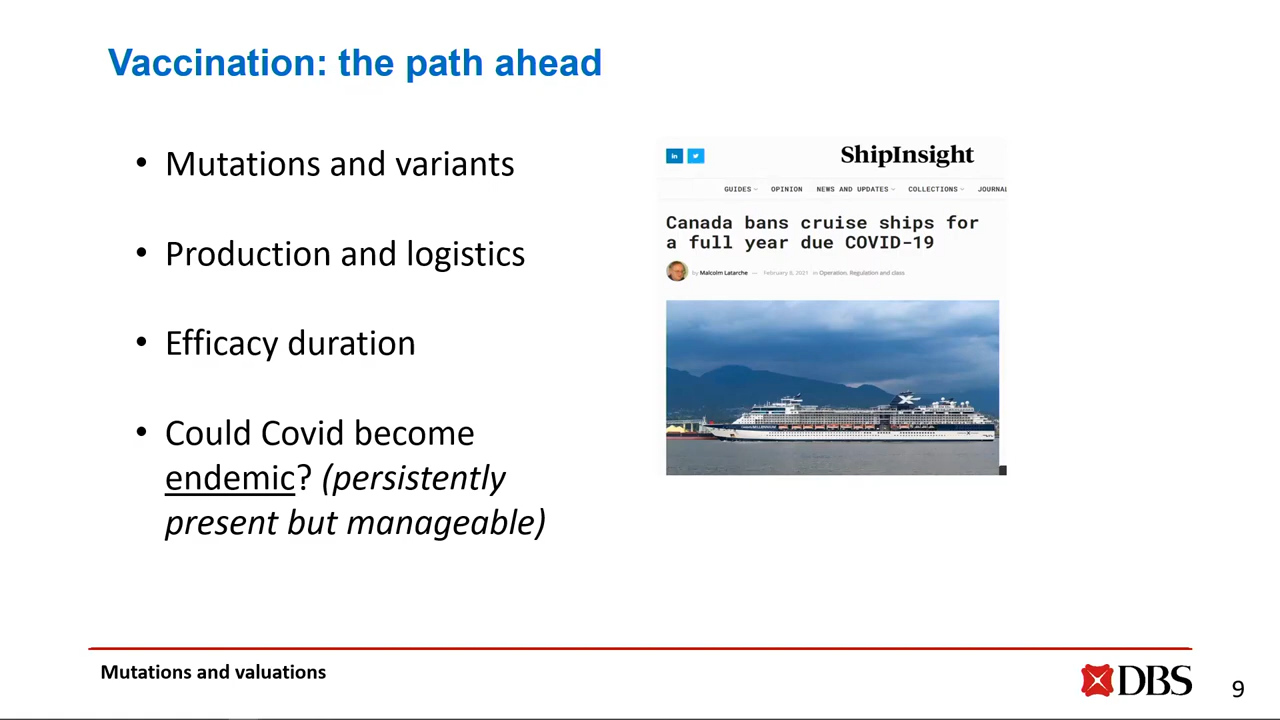 Vaccination: the path ahead
• Mutations and variants
• Production and logistics
• Efficacy duration
• Could Covid become
endemic? (persistently
present but manageable)
in
ShipInsight
GUIDES OPINION NEWS AND UPDATES COLLECTIONS JOURNAL
Canada bans cruise ships for
a full year due COVID-19
by Malcolm Latarche — February 6, 2021 in Operation, Regulation and class
Mutations and valuations
DBS
9